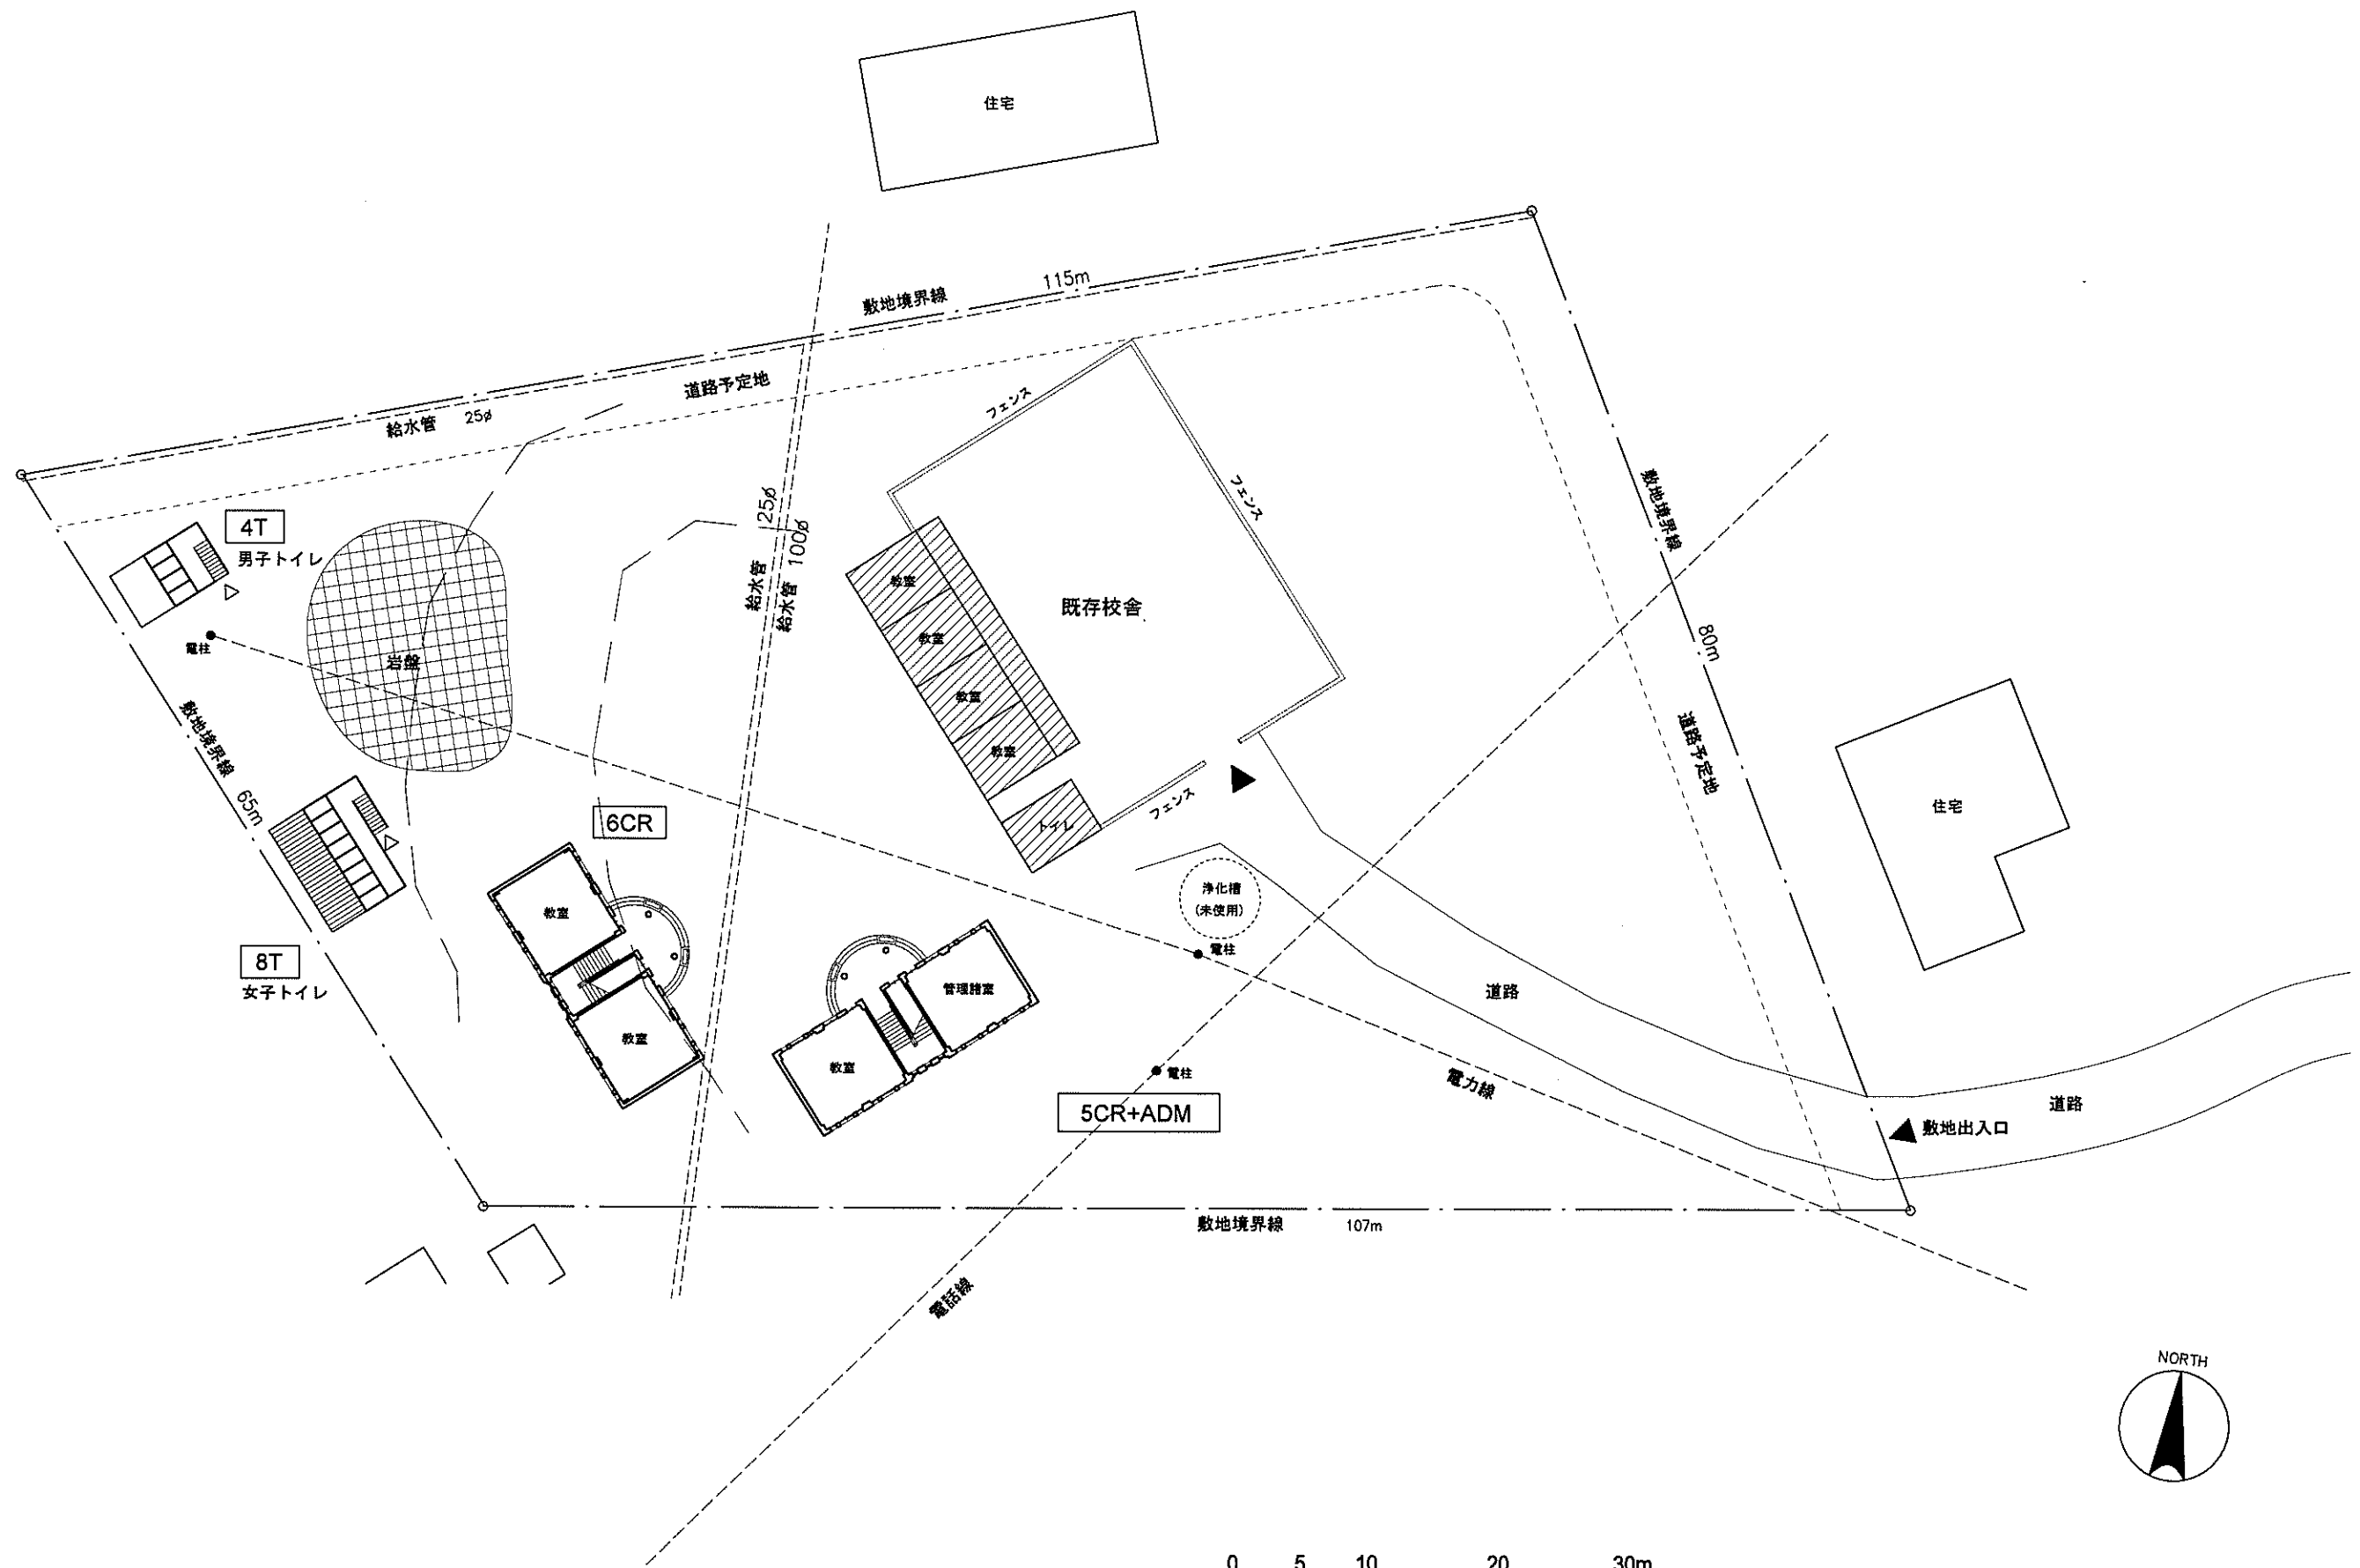 住宅
115m
敷地境界線
道路予定地
給水管 25ø
フェンス
フェンス
敷地境界線
4T
男子トイレ
給水管 25ø
給水管 100ø
教室
教室
教室
教室
トイレ
既存校舎
電柱
岩盤
80m
敷地境界線 65m
道路予定地
フェンス
住宅
6CR
教室
教室
浄化槽
(未使用)
電柱
8T
女子トイレ
管理諸室
教室
道路
電柱
5CR+ADM
電力線
道路
敷地出入口
敷地境界線 107m
電話線
NORTH
0 5 10 20 30m